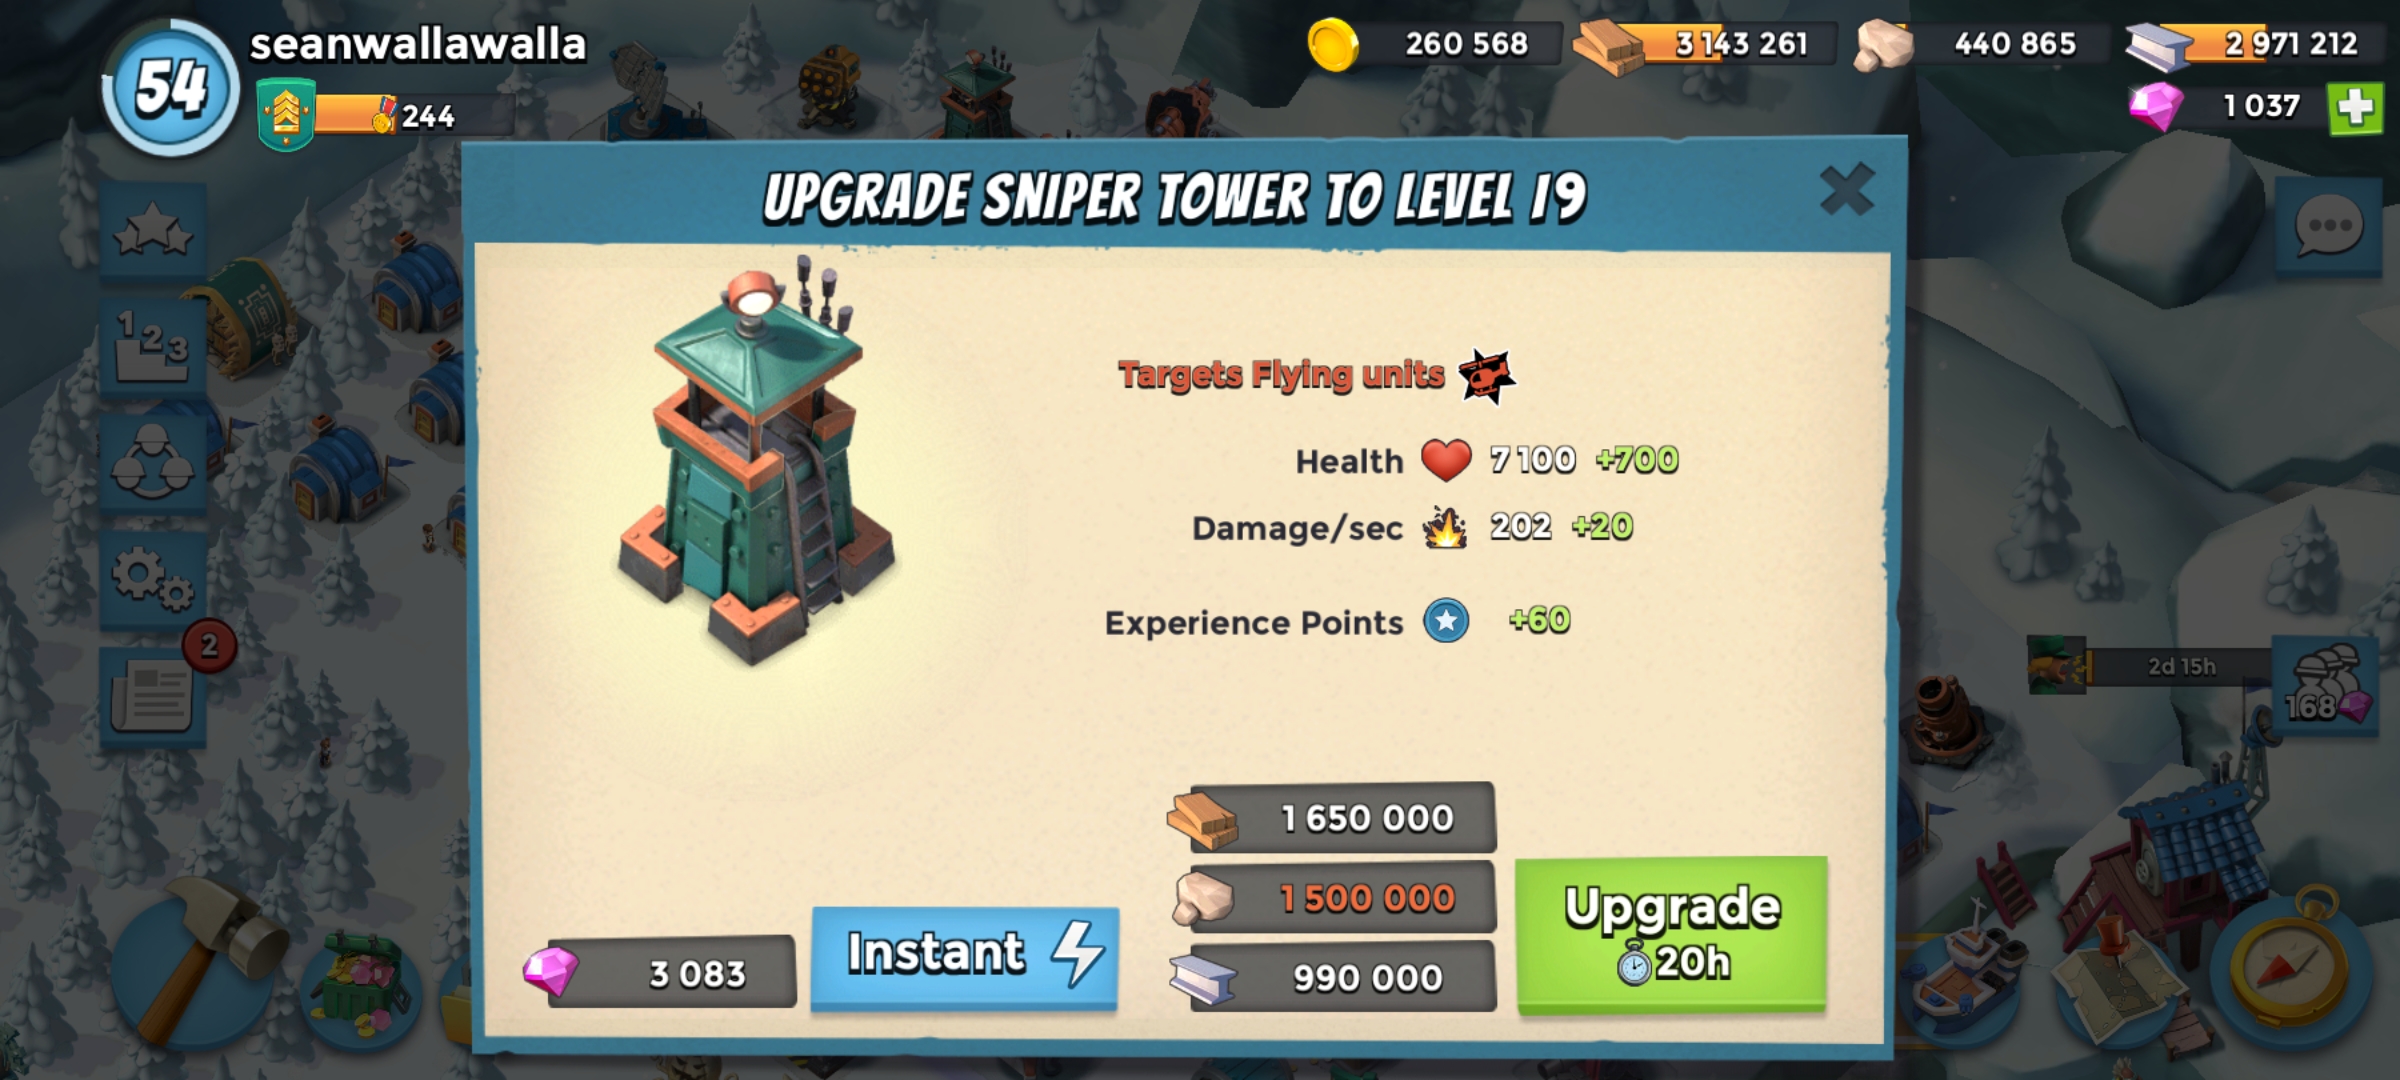 54
seanwallawalla
244
260 568
3 143 261
440 865
2 971 212
1 037
UPGRADE SNIPER TOWER TO LEVEL 19
123
Targets Flying units
Health 7 100 +700
Damage/sec 202 +20
Experience Points +60
2
2d 15h
168
1 650 000
1 500 000
990 000
3 083
Instant
Upgrade
20h